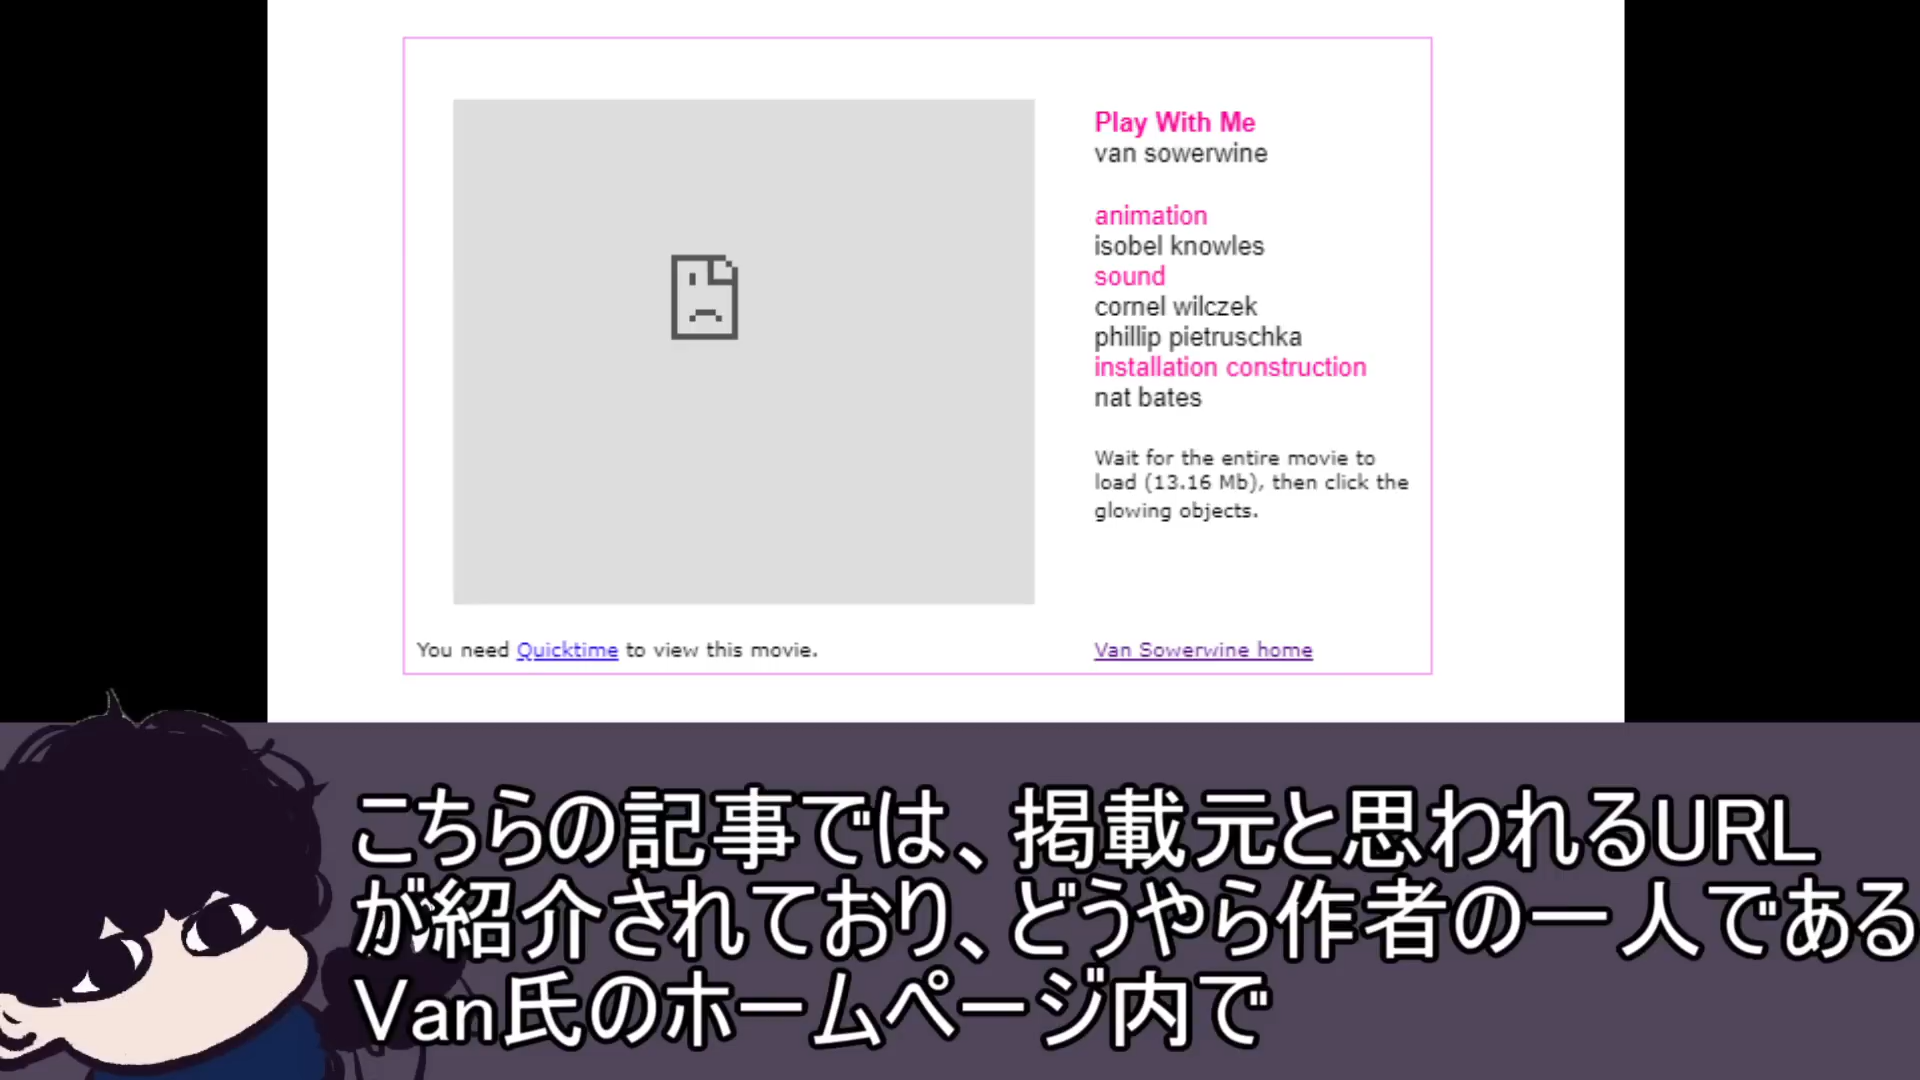 Play With Me
van sowerwine
animation
isobel knowles
sound
cornel wilczek
phillip pietruschka
installation construction
nat bates
Wait for the entire movie to
load (13.16 Mb), then click the
glowing objects.
You need Quicktime to view this movie.
Van Sowerwine home
こちらの記事では、掲載元と思われるURL
が紹介されており、どうやら作者の一人である
Van氏のホームページ内で